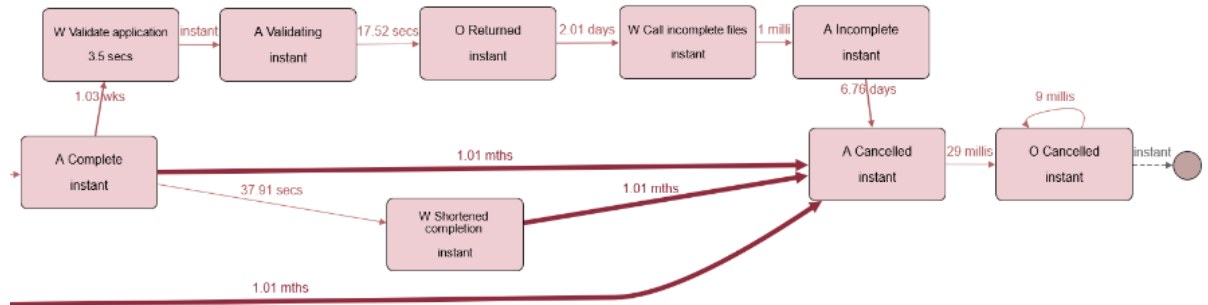 W Validate application
3.5 secs
instant
A Validating
instant
17.52 secs
O Returned
instant
2.01 days
W Call incomplete files
instant
1 milli
A Incomplete
instant
1.03 wks
6.76 days
9 millis
A Complete
instant
1.01 mths
A Cancelled
instant
29 millis
O Cancelled
instant
instant
37.91 secs
1.01 mths
W Shortened
completion
instant
1.01 mths